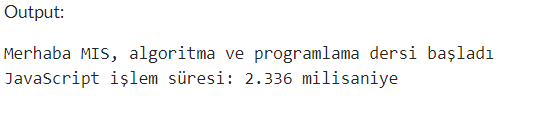 Output:
Merhaba MIS, algoritma ve programlama dersi başladı
JavaScript işlem süresi: 2.336 milisaniye